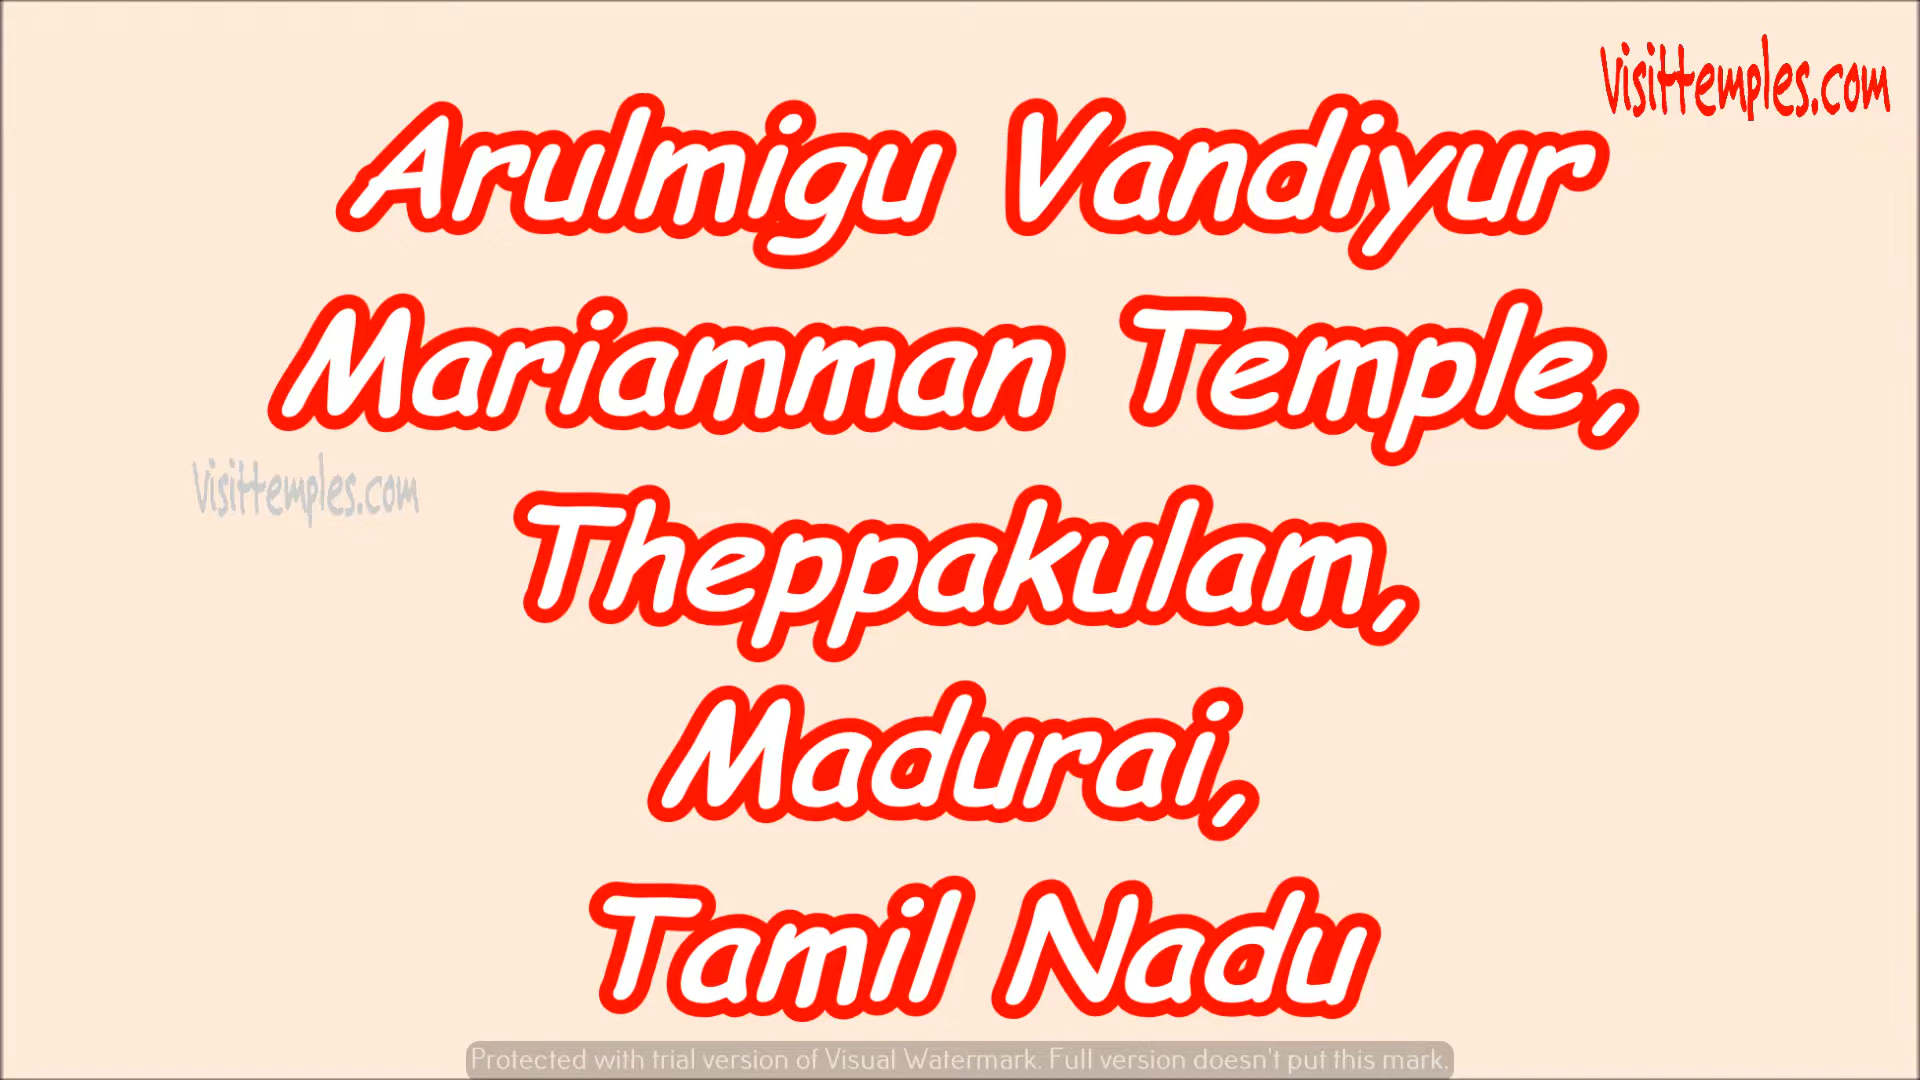 Visittemples.com
Arulmigu Vandiyur
Mariamman Temple,
Visittemples.com
Theppakulam,
Madurai,
Tamil Nadu
Protected with trial version of Visual Watermark. Full version doesn't put this mark.